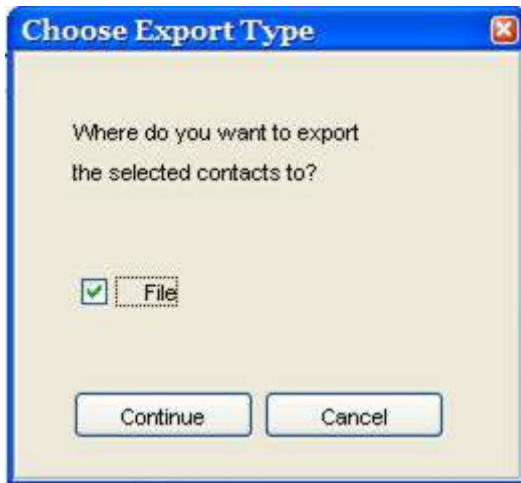 Choose Export Type
Where do you want to export
the selected contacts to?
File
Continue
Cancel